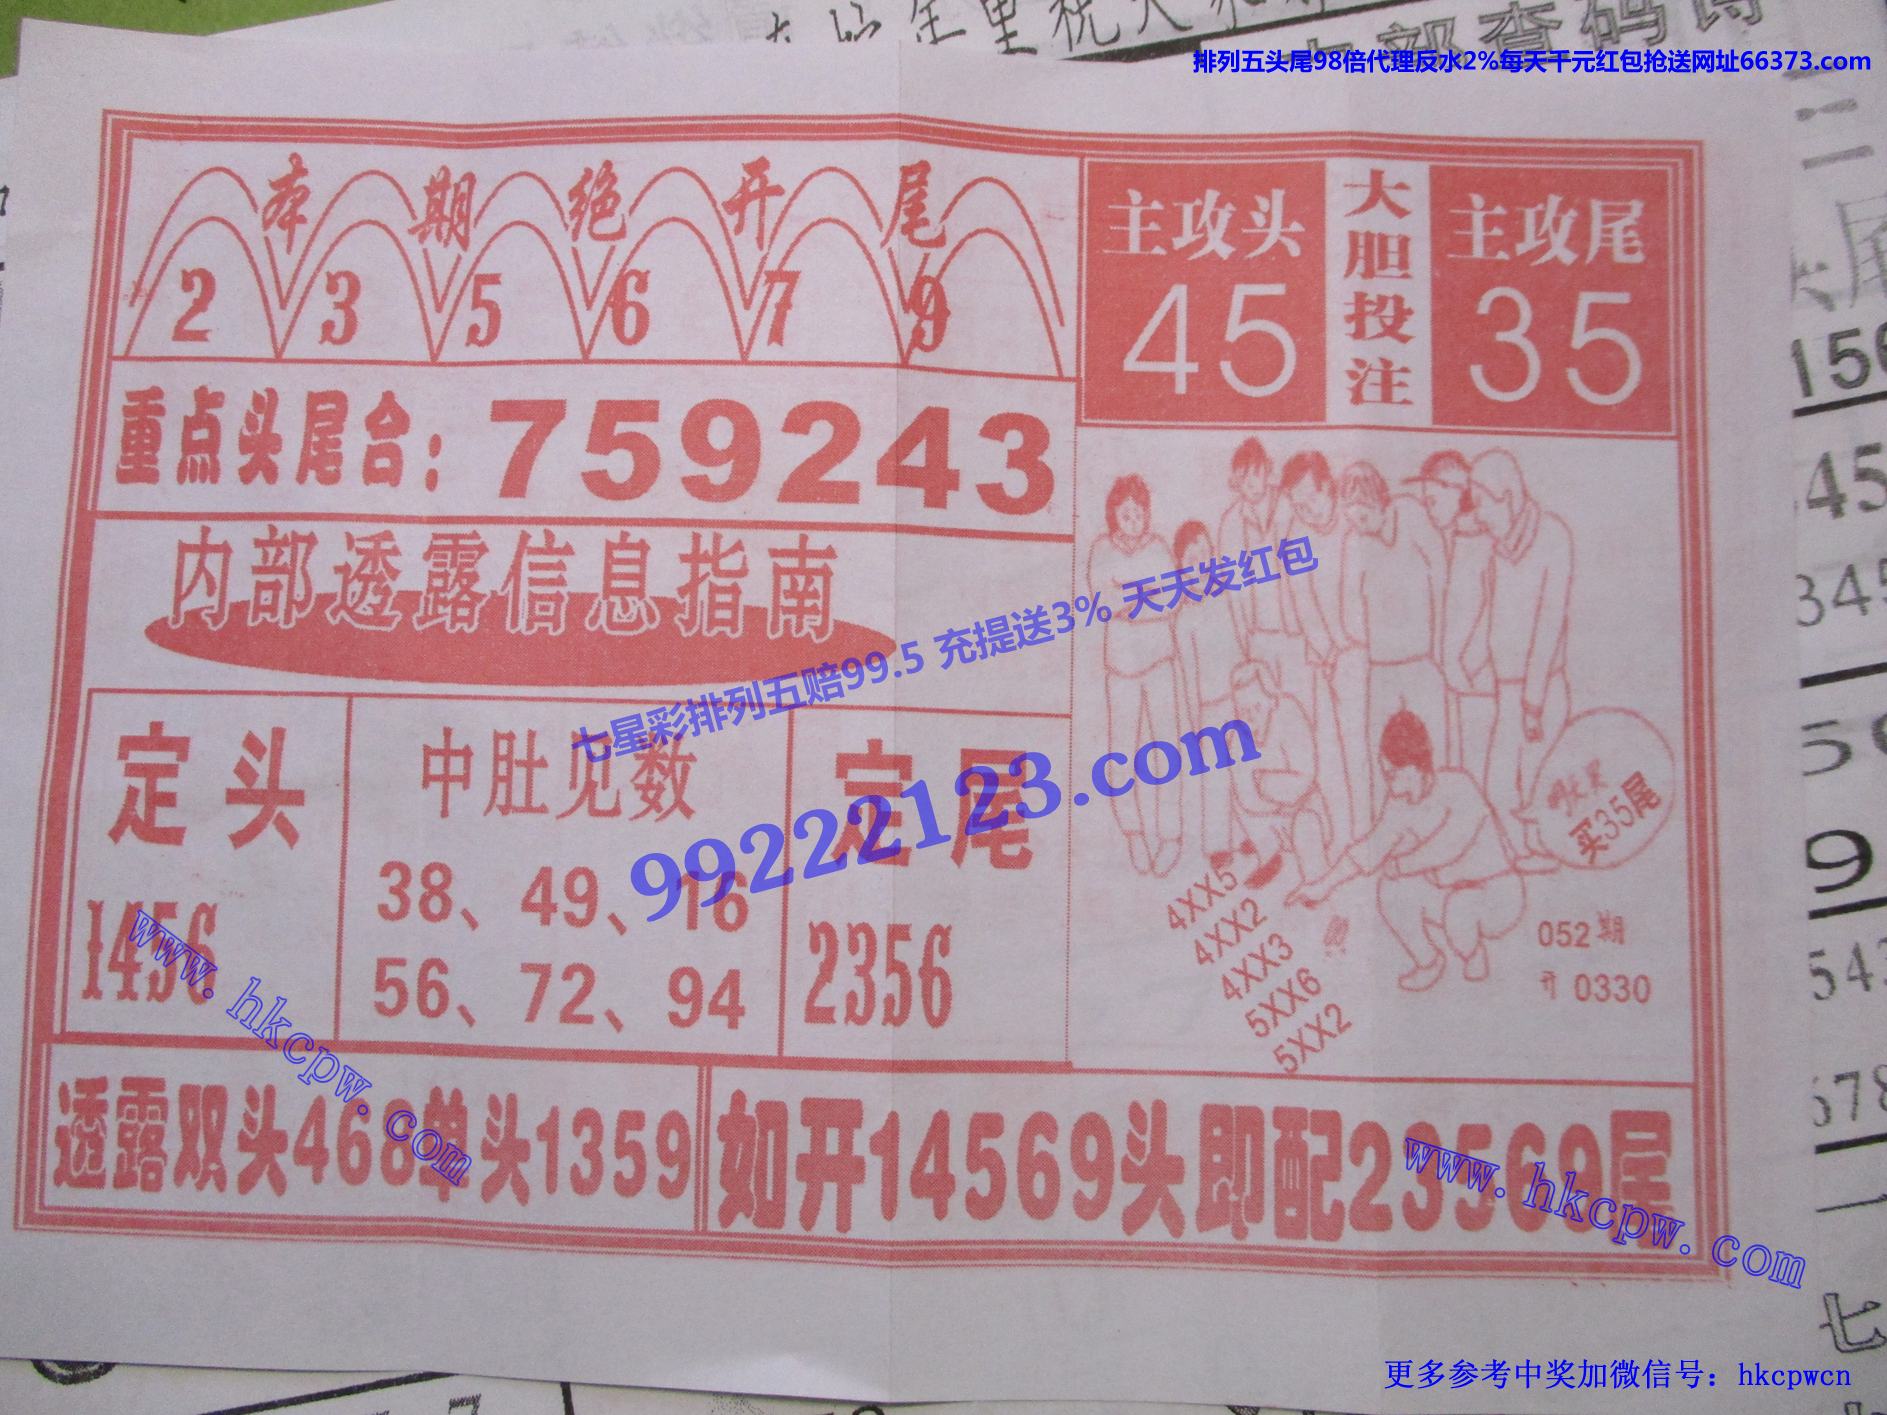 排列五头尾98倍代理反水2%每天千元红包抢送网址66373.com
本期绝开尾
2 3 5 6 7 9
主攻头
45
大胆投注
主攻尾
35
重点头尾合：759243
内部透露信息指南
七星彩排列五赔99.5 充提送3% 天天发红包
99222123.com
定头
1456
中肚见数
38、49、16
56、72、94
定尾
2356
买35尾
4XX5
4XX2
4XX3
5XX6
5XX2
052期
开 0330
透露双头468单头1359
如开14569头即配23569尾
www.hkcpw.com
www.hkcpw.com
156
45
345
9
543
678
七
更多参考中奖加微信号：hkcpwcn